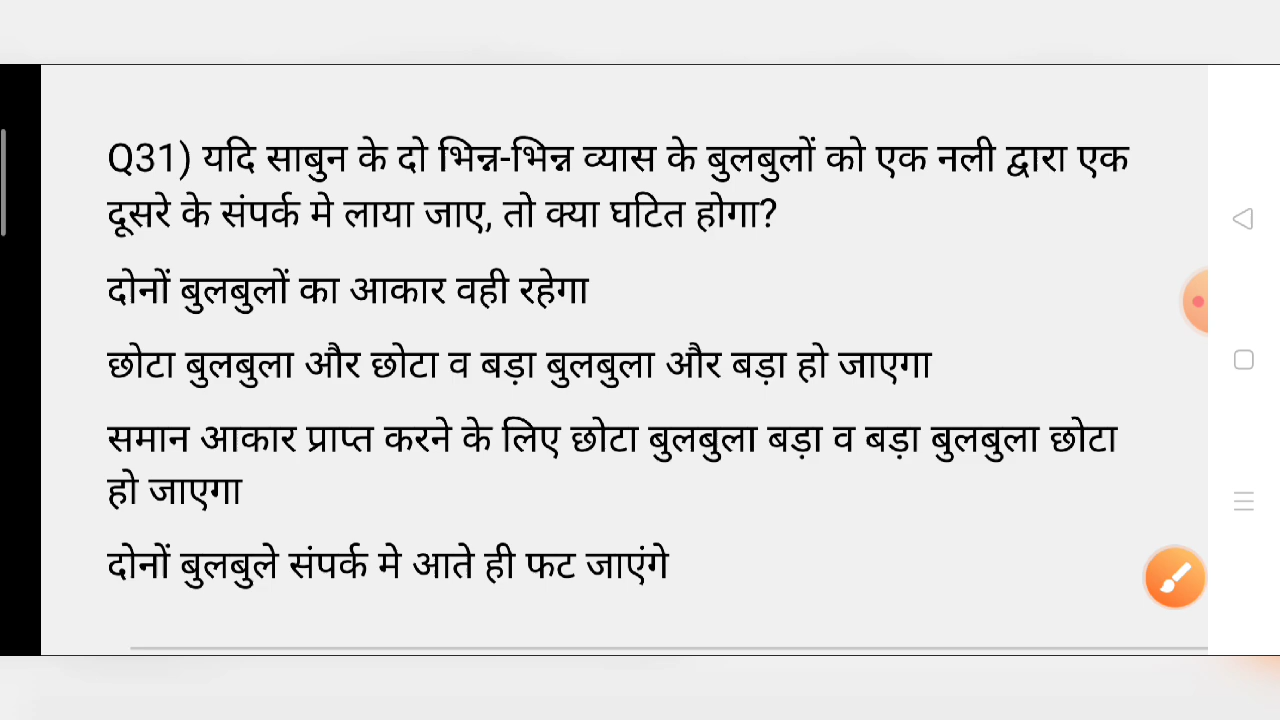 Q31) यदि साबुन के दो भिन्न-भिन्न व्यास के बुलबुलों को एक नली द्वारा एक
दूसरे के संपर्क मे लाया जाए, तो क्या घटित होगा?
दोनों बुलबुलों का आकार वही रहेगा
छोटा बुलबुला और छोटा व बड़ा बुलबुला और बड़ा हो जाएगा
समान आकार प्राप्त करने के लिए छोटा बुलबुला बड़ा व बड़ा बुलबुला छोटा
हो जाएगा
दोनों बुलबुले संपर्क मे आते ही फट जाएंगे